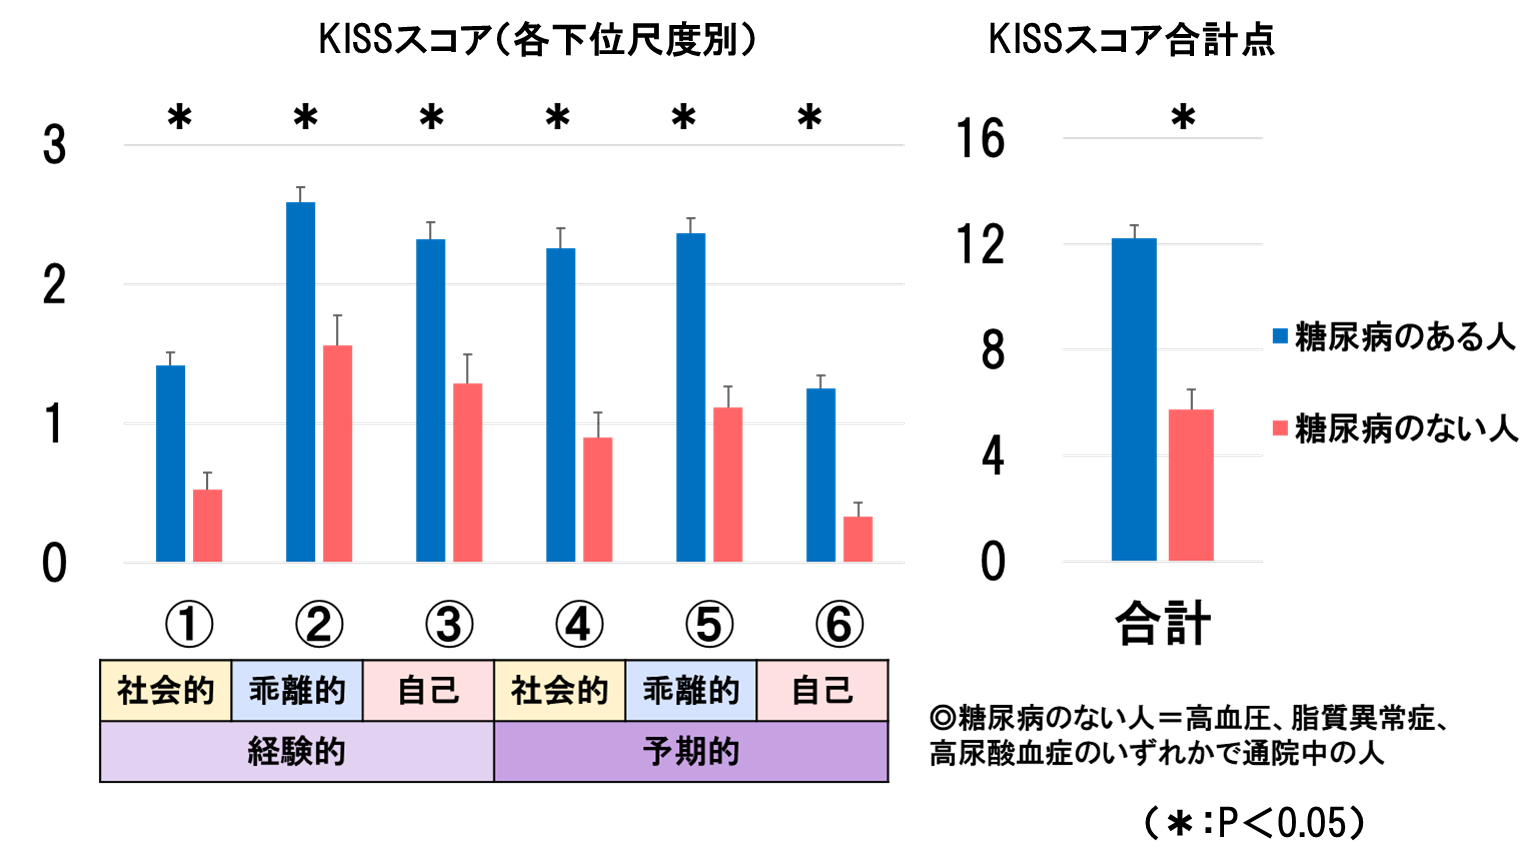 KISSスコア(各下位尺度別)
* * * * * *
3
2
1
0
① ② ③ ④ ⑤ ⑥
社会的 乖離的 自己 社会的 乖離的 自己
経験的 予期的
KISSスコア合計点
*
16
12
8
4
0
合計
糖尿病のある人
糖尿病のない人
◎糖尿病のない人=高血圧、脂質異常症、
高尿酸血症のいずれかで通院中の人
(*:P<0.05)